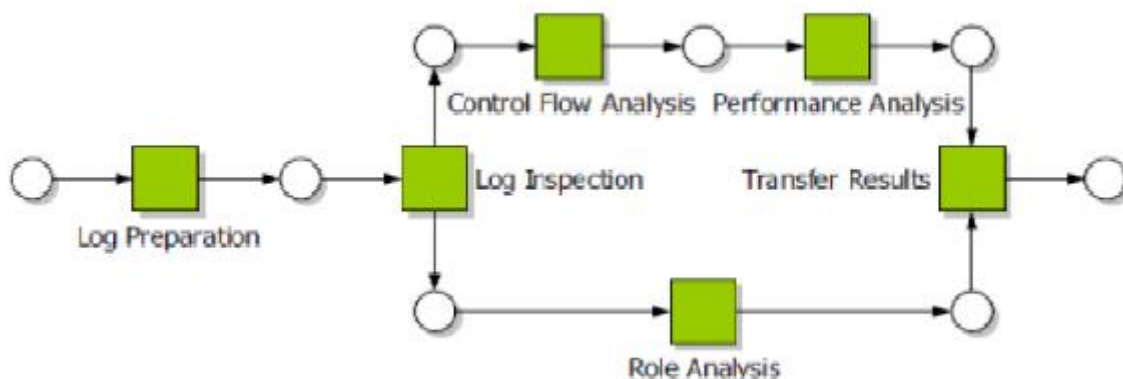 Control Flow Analysis
Performance Analysis
Log Inspection
Transfer Results
Log Preparation
Role Analysis